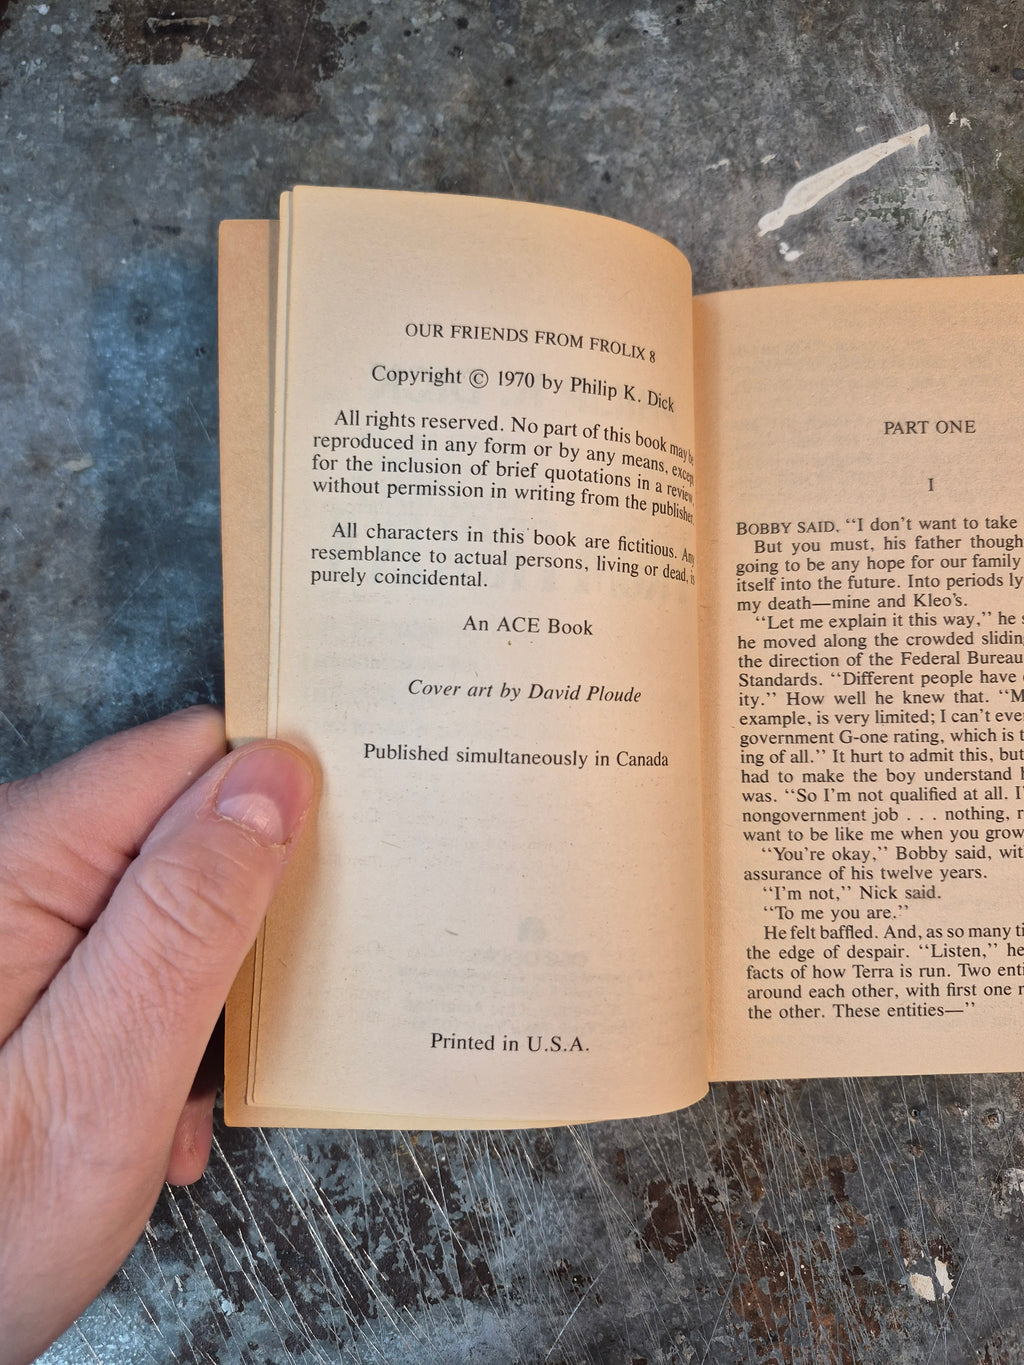 OUR FRIENDS FROM FROLIX 8
Copyright © 1970 by Philip K. Dick
All rights reserved. No part of this book may be
reproduced in any form or by any means, except
for the inclusion of brief quotations in a review,
without permission in writing from the publisher.
All characters in this book are fictitious. Any
resemblance to actual persons, living or dead, is
purely coincidental.
An ACE Book
Cover art by David Ploude
Published simultaneously in Canada
Printed in U.S.A.
PART ONE
I
BOBBY SAID, “I don’t want to take
But you must, his father though
going to be any hope for our family
itself into the future. Into periods ly
my death—mine and Kleo’s.
“Let me explain it this way,” he s
he moved along the crowded slidin
the direction of the Federal Bureau
Standards. “Different people have
ity.” How well he knew that. “M
example, is very limited; I can’t eve
government G-one rating, which is t
ing of all.” It hurt to admit this, but
had to make the boy understand h
was. “So I’m not qualified at all. I’
nongovernment job . . . nothing, r
want to be like me when you grow
“You’re okay,” Bobby said, wit
assurance of his twelve years.
“I’m not,” Nick said.
“To me you are.”
He felt baffled. And, as so many ti
the edge of despair. “Listen,” he
facts of how Terra is run. Two enti
around each other, with first one r
the other. These entities—”